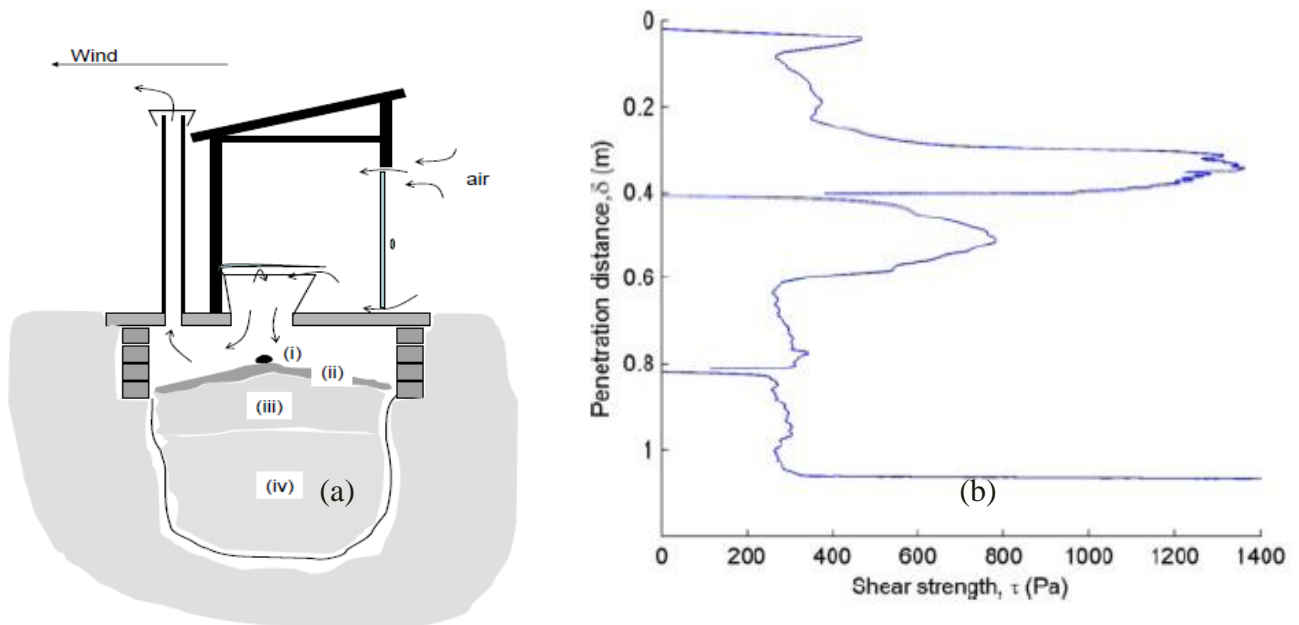 Wind
air
(i)
(ii)
(iii)
(iv)
(a)
0
0.2
0.4
0.6
0.8
1
Penetration distance, δ (m)
0 200 400 600 800 1000 1200 1400
Shear strength, τ (Pa)
(b)